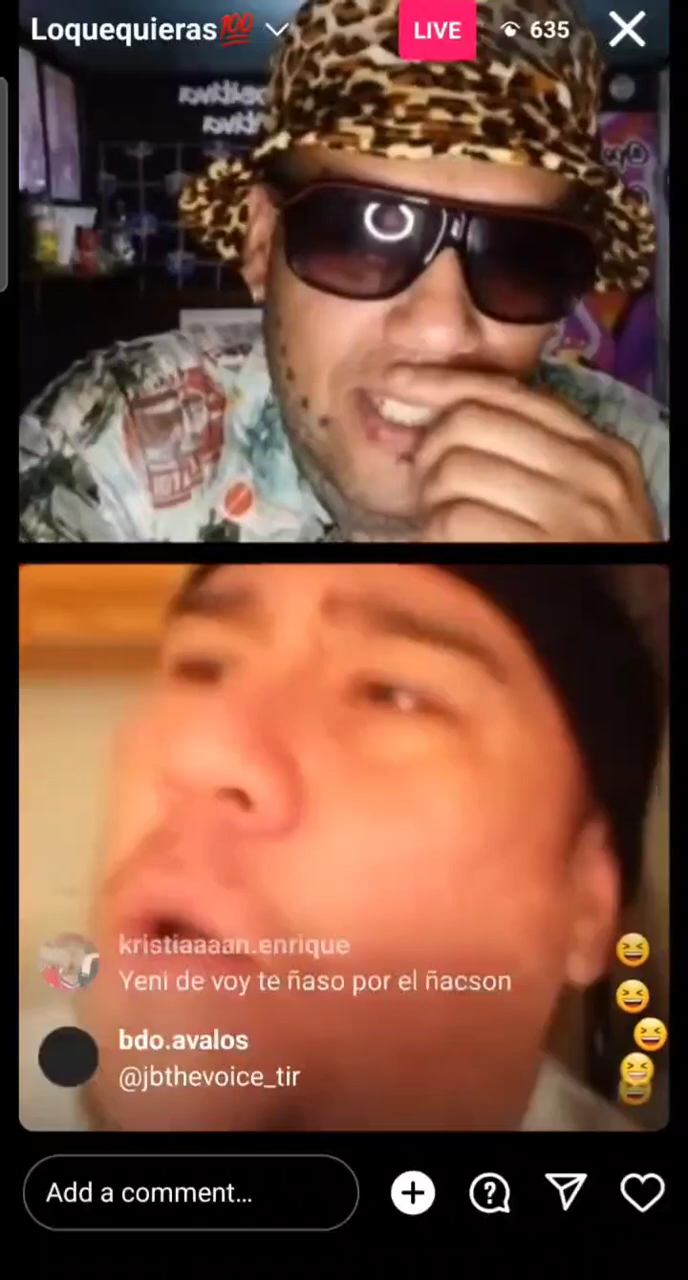 Loquequieras💯
LIVE
635
kristiaaaan.enrique
Yeni de voy te ñaso por el ñacson
bdo.avalos
@jbthevoice_tir
Add a comment...